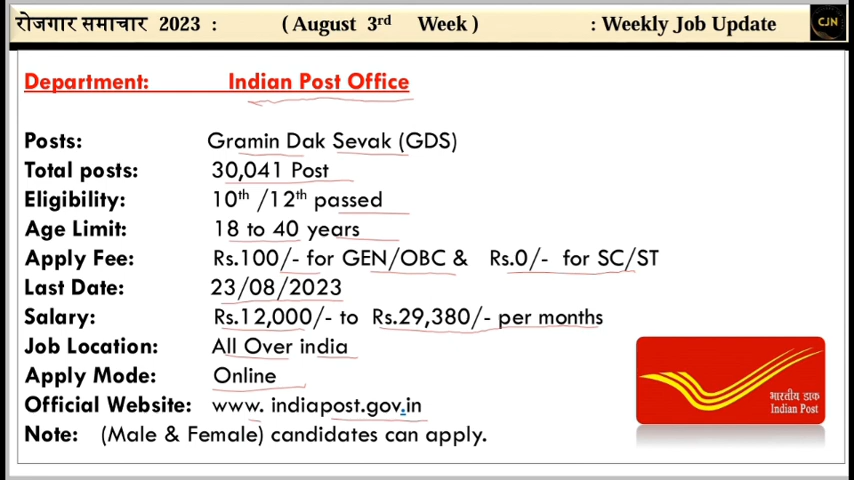 रोजगार समाचार 2023 : ( August 3rd Week ) : Weekly Job Update
CJN
Department: Indian Post Office
Posts: Gramin Dak Sevak (GDS)
Total posts: 30,041 Post
Eligibility: 10th /12th passed
Age Limit: 18 to 40 years
Apply Fee: Rs.100/- for GEN/OBC & Rs.0/- for SC/ST
Last Date: 23/08/2023
Salary: Rs.12,000/- to Rs.29,380/- per months
Job Location: All Over india
Apply Mode: Online
Official Website: www. indiapost.gov.in
Note: (Male & Female) candidates can apply.
भारतीय डाक
Indian Post